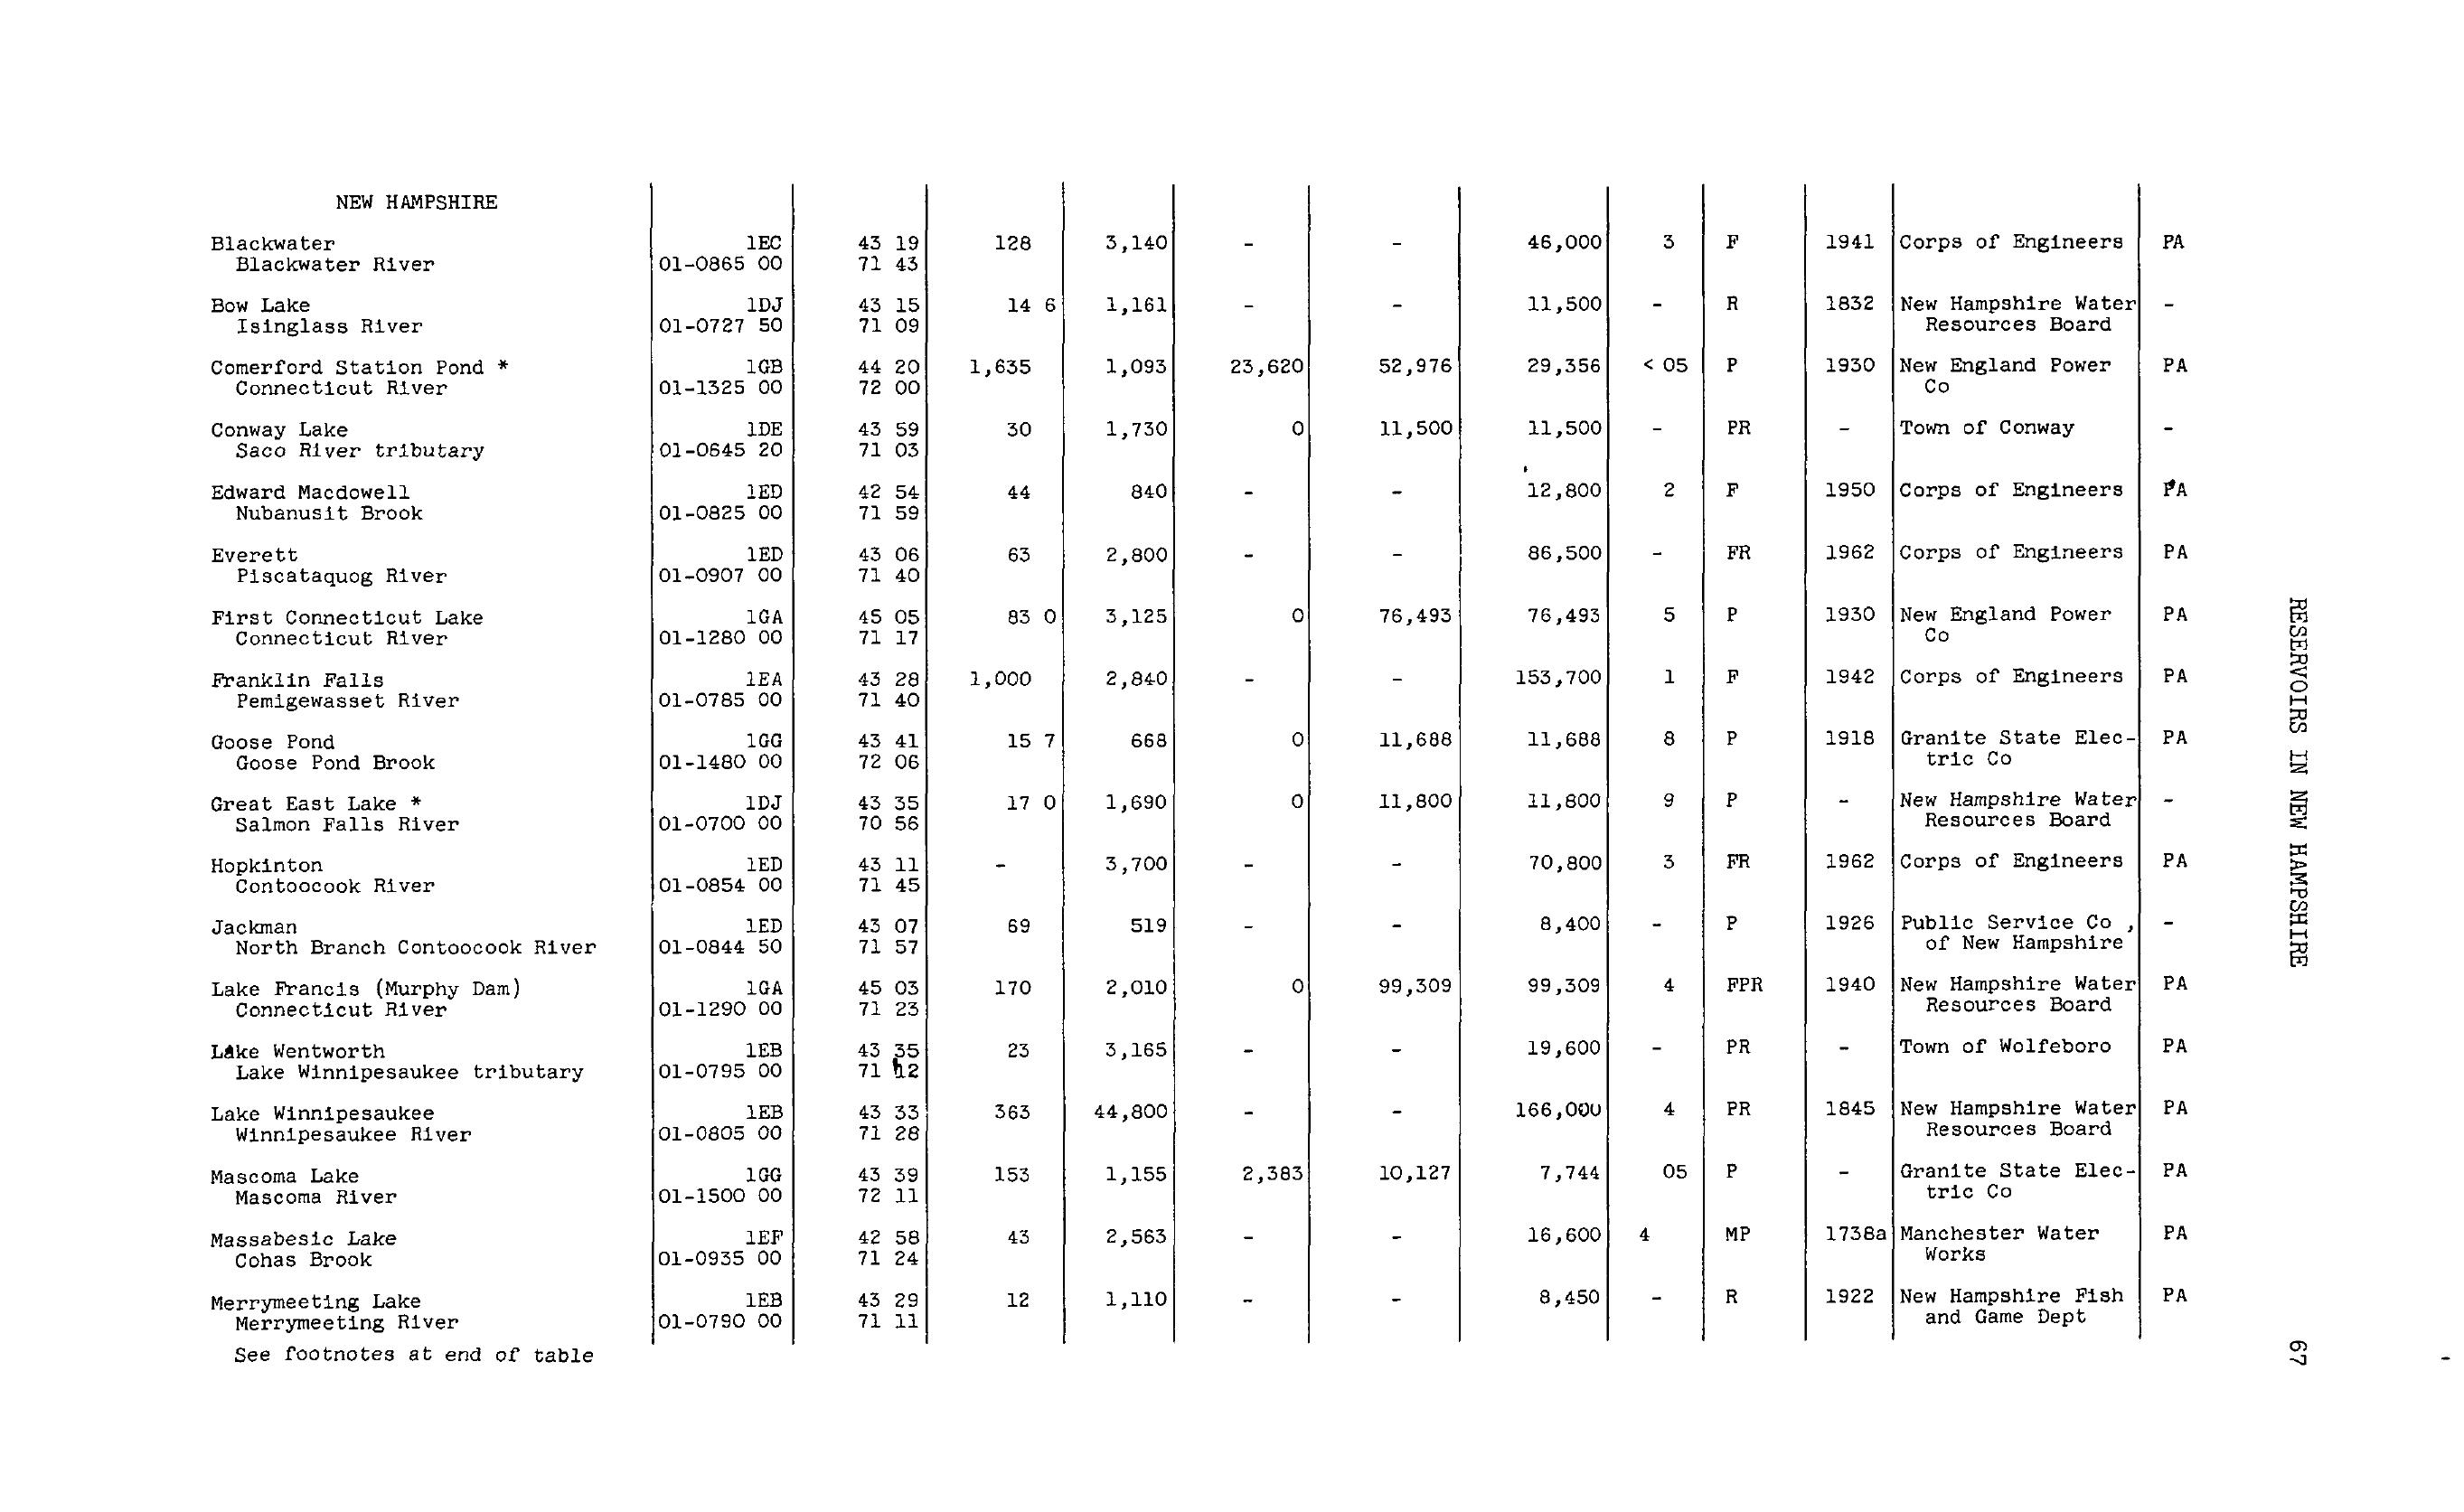 NEW HAMPSHIRE
Blackwater 1EC 43 19 128 3,140 - - 46,000 3 F 1941 Corps of Engineers PA
Blackwater River 01-0865 00 71 43
Bow Lake 1DJ 43 15 14 6 1,161 - - 11,500 - R 1832 New Hampshire Water -
Isinglass River 01-0727 50 71 09 Resources Board
Comerford Station Pond * 1GB 44 20 1,635 1,093 23,620 52,976 29,356 < 05 P 1930 New England Power PA
Connecticut River 01-1325 00 72 00 Co
Conway Lake 1DE 43 59 30 1,730 0 11,500 11,500 - PR - Town of Conway -
Saco River tributary 01-0645 20 71 03
Edward Macdowell 1ED 42 54 44 840 - - 12,800 2 F 1950 Corps of Engineers PA
Nubanusit Brook 01-0825 00 71 59
Everett 1ED 43 06 63 2,800 - - 86,500 - FR 1962 Corps of Engineers PA
Piscataquog River 01-0907 00 71 40
First Connecticut Lake 1GA 45 05 83 0 3,125 0 76,493 76,493 5 P 1930 New England Power PA
Connecticut River 01-1280 00 71 17 Co
Franklin Falls 1EA 43 28 1,000 2,840 - - 153,700 1 F 1942 Corps of Engineers PA
Pemigewasset River 01-0785 00 71 40
Goose Pond 1GG 43 41 15 7 668 0 11,688 11,688 8 P 1918 Granite State Elec- PA
Goose Pond Brook 01-1480 00 72 06 tric Co
Great East Lake * 1DJ 43 35 17 0 1,690 0 11,800 11,800 9 P - New Hampshire Water -
Salmon Falls River 01-0700 00 70 56 Resources Board
Hopkinton 1ED 43 11 - 3,700 - - 70,800 3 FR 1962 Corps of Engineers PA
Contoocook River 01-0854 00 71 45
Jackman 1ED 43 07 69 519 - - 8,400 - P 1926 Public Service Co , -
North Branch Contoocook River 01-0844 50 71 57 of New Hampshire
Lake Francis (Murphy Dam) 1GA 45 03 170 2,010 0 99,309 99,309 4 FPR 1940 New Hampshire Water PA
Connecticut River 01-1290 00 71 23 Resources Board
Lake Wentworth 1EB 43 35 23 3,165 - - 19,600 - PR - Town of Wolfeboro PA
Lake Winnipesaukee tributary 01-0795 00 71 12
Lake Winnipesaukee 1EB 43 33 363 44,800 - - 166,000 4 PR 1845 New Hampshire Water PA
Winnipesaukee River 01-0805 00 71 28 Resources Board
Mascoma Lake 1GG 43 39 153 1,155 2,383 10,127 7,744 05 P - Granite State Elec- PA
Mascoma River 01-1500 00 72 11 tric Co
Massabesic Lake 1EF 42 58 43 2,563 - - 16,600 4 MP 1738a Manchester Water PA
Cohas Brook 01-0935 00 71 24 Works
Merrymeeting Lake 1EB 43 29 12 1,110 - - 8,450 - R 1922 New Hampshire Fish PA
Merrymeeting River 01-0790 00 71 11 and Game Dept
See footnotes at end of table
RESERVOIRS IN NEW HAMPSHIRE
67